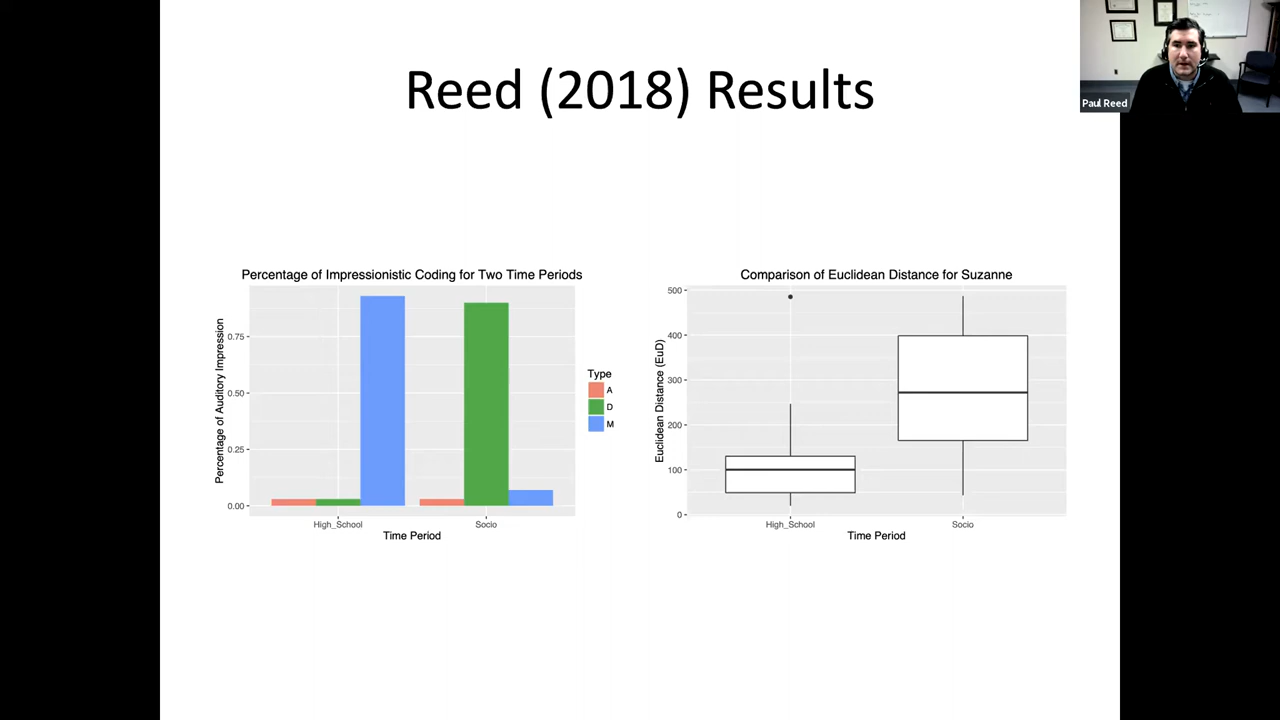 Reed (2018) Results
Paul Reed
Percentage of Impressionistic Coding for Two Time Periods
Percentage of Auditory Impression
0.75
0.50
0.25
0.00
High_School
Socio
Time Period
Type
A
D
M
Comparison of Euclidean Distance for Suzanne
Euclidean Distance (EuD)
500
400
300
200
100
0
High_School
Socio
Time Period